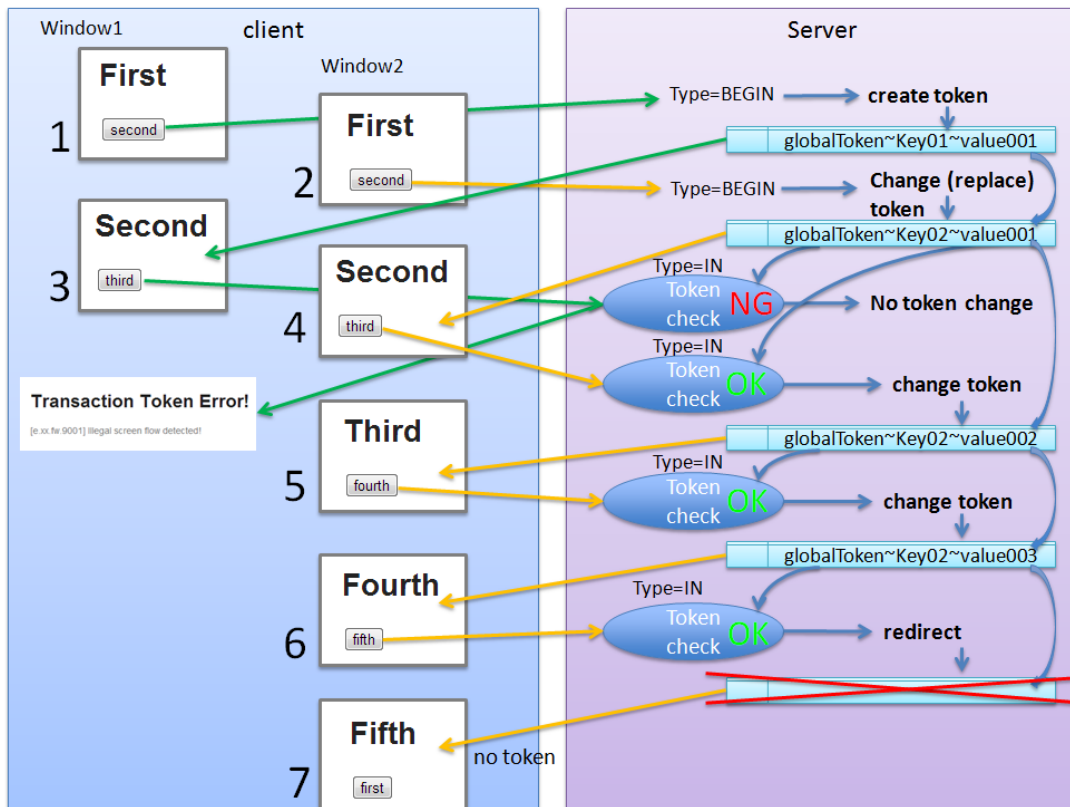 Window1
client
Server
First
second
1
Window2
First
second
2
Type=BEGIN
create token
globalToken~Key01~value001
Type=BEGIN
Change (replace)
token
globalToken~Key02~value001
Second
third
3
Second
third
4
Type=IN
Token
check
NG
No token change
Type=IN
Token
check
OK
change token
Transaction Token Error!
[e.xx.fw.9001] Illegal screen flow detected!
Third
fourth
5
globalToken~Key02~value002
Type=IN
Token
check
OK
change token
globalToken~Key02~value003
Fourth
fifth
6
Type=IN
Token
check
OK
redirect
Fifth
first
7
no token